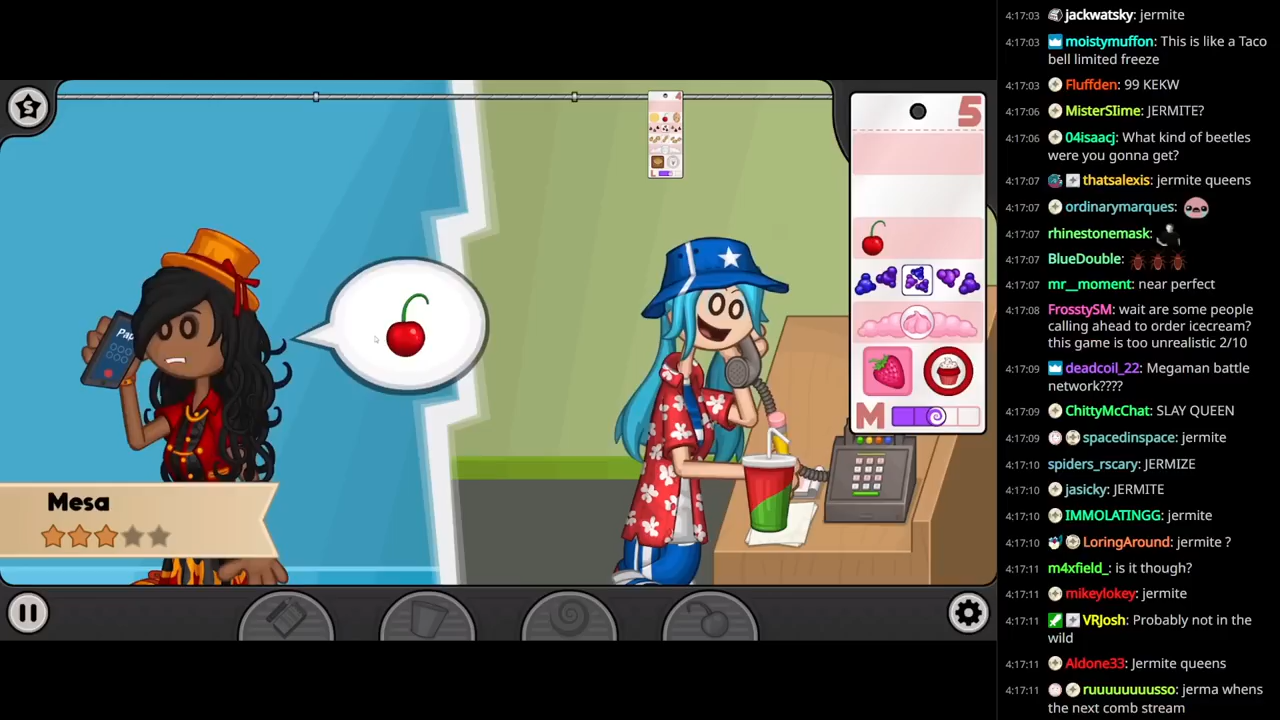 5
M
Pap
Mesa
4:17:03 jackwatsky: jermite
4:17:03 moistymuffon: This is like a Taco
bell limited freeze
4:17:03 Fluffden: 99 KEKW
4:17:06 MisterSlime: JERMITE?
4:17:06 04isaacj: What kind of beetles
were you gonna get?
4:17:07 thatsalexis: jermite queens
4:17:07 ordinarymarques:
4:17:07 rhinestonemask:
4:17:07 BlueDouble:
4:17:07 mr__moment: near perfect
4:17:08 FrosstySM: wait are some people
calling ahead to order icecream?
this game is too unrealistic 2/10
4:17:09 deadcoil_22: Megaman battle
network????
4:17:09 ChittyMcChat: SLAY QUEEN
4:17:09 spacedinspace: jermite
4:17:10 spiders_rscary: JERMIZE
4:17:10 jasicky: JERMITE
4:17:10 IMMOLATINGG: jermite
4:17:10 LoringAround: jermite ?
4:17:11 m4xfield_: is it though?
4:17:11 mikeylokey: jermite
4:17:11 VRJosh: Probably not in the
wild
4:17:11 Aldone33: Jermite queens
4:17:11 ruuuuuuuusso: jerma whens
the next comb stream